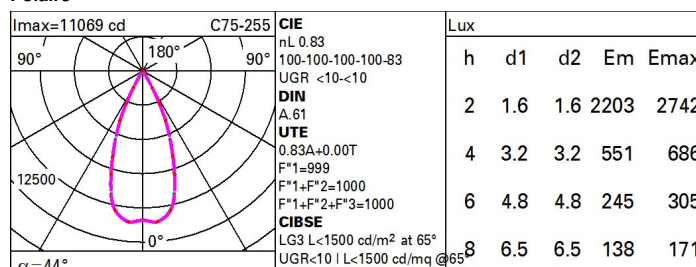 Imax=11069 cd C75-255
90° 180° 90°
12500
0°
α=44°
CIE
nL 0.83
100-100-100-100-83
UGR <10-<10
DIN
A.61
UTE
0.83A+0.00T
F"1=999
F"1+F"2=1000
F"1+F"2+F"3=1000
CIBSE
LG3 L<1500 cd/m² at 65°
UGR<10 | L<1500 cd/mq @65°
Lux
h d1 d2 Em Emax
2 1.6 1.6 2203 2742
4 3.2 3.2 551 686
6 4.8 4.8 245 305
8 6.5 6.5 138 171